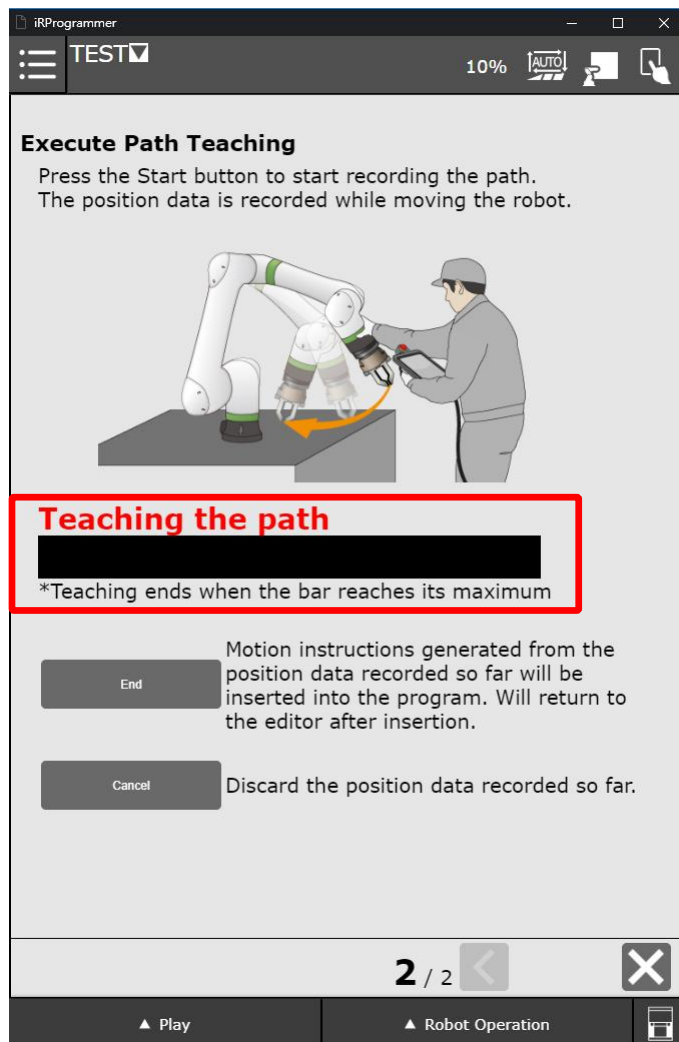 iRProgrammer
TEST
10% AUTO
Execute Path Teaching
Press the Start button to start recording the path.
The position data is recorded while moving the robot.
Teaching the path
*Teaching ends when the bar reaches its maximum
End
Motion instructions generated from the
position data recorded so far will be
inserted into the program. Will return to
the editor after insertion.
Cancel
Discard the position data recorded so far.
2 / 2
▲ Play
▲ Robot Operation